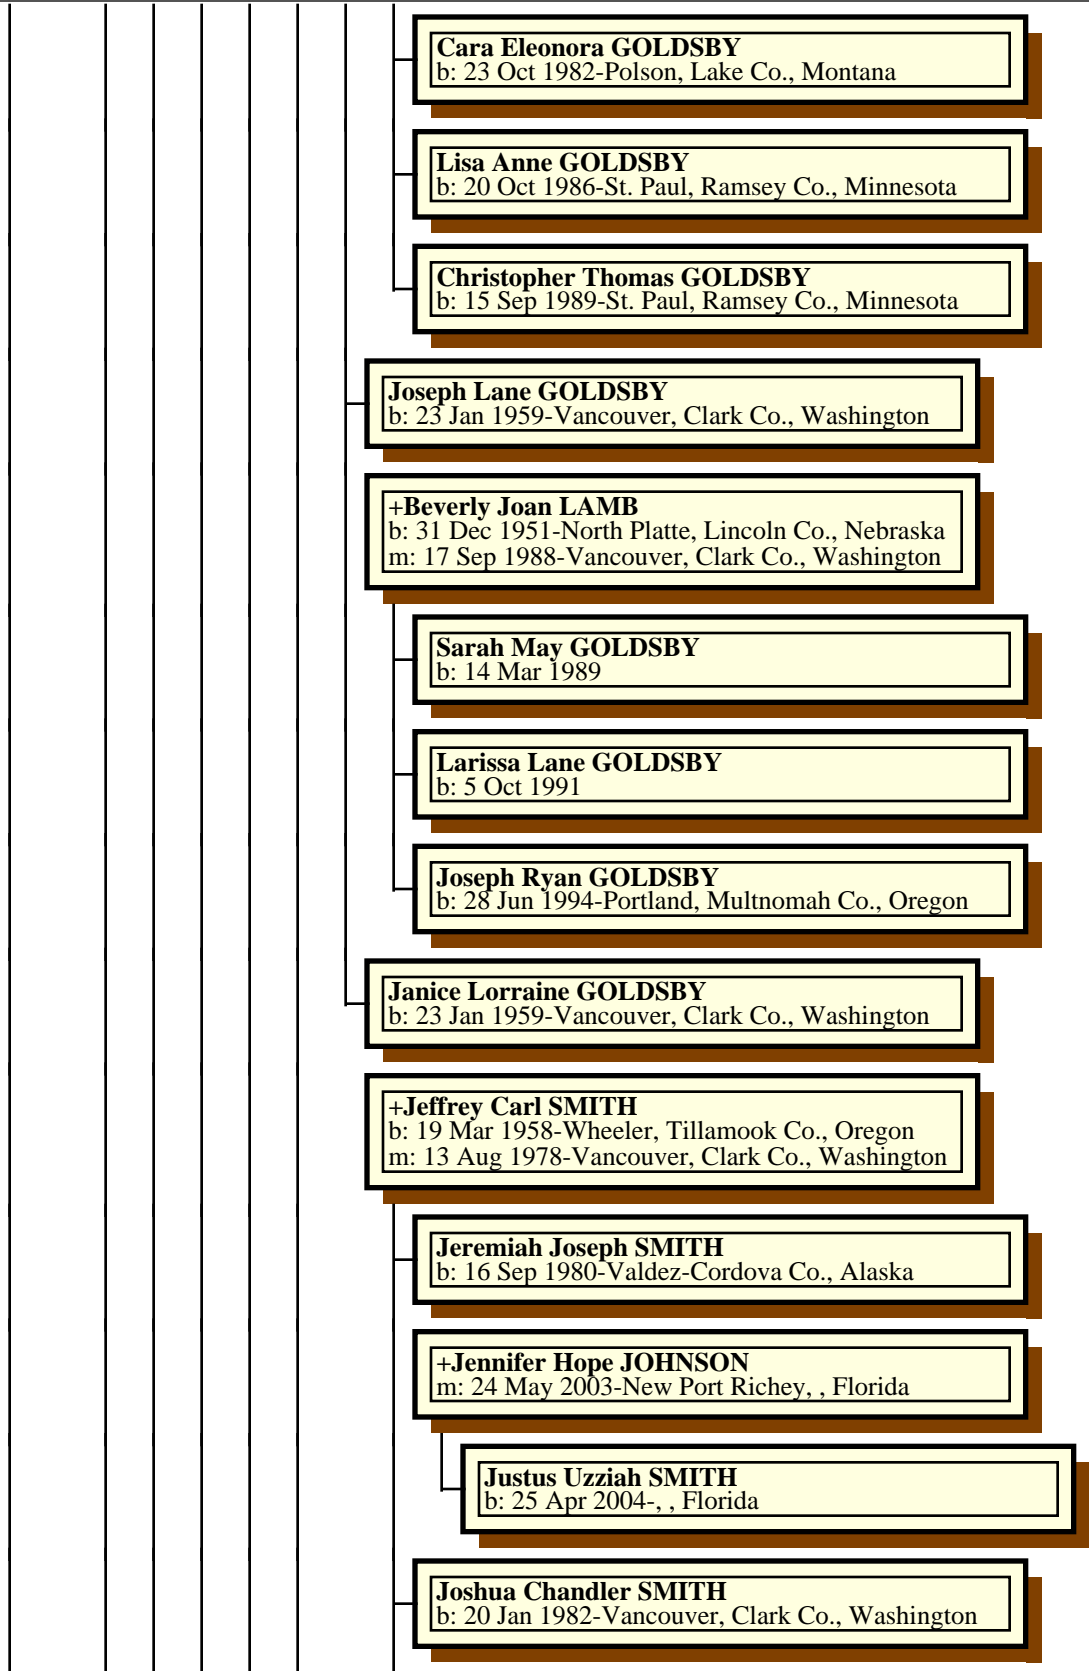 Cara Eleonora GOLDSBY
b: 23 Oct 1982-Polson, Lake Co., Montana
Lisa Anne GOLDSBY
b: 20 Oct 1986-St. Paul, Ramsey Co., Minnesota
Christopher Thomas GOLDSBY
b: 15 Sep 1989-St. Paul, Ramsey Co., Minnesota
Joseph Lane GOLDSBY
b: 23 Jan 1959-Vancouver, Clark Co., Washington
+Beverly Joan LAMB
b: 31 Dec 1951-North Platte, Lincoln Co., Nebraska
m: 17 Sep 1988-Vancouver, Clark Co., Washington
Sarah May GOLDSBY
b: 14 Mar 1989
Larissa Lane GOLDSBY
b: 5 Oct 1991
Joseph Ryan GOLDSBY
b: 28 Jun 1994-Portland, Multnomah Co., Oregon
Janice Lorraine GOLDSBY
b: 23 Jan 1959-Vancouver, Clark Co., Washington
+Jeffrey Carl SMITH
b: 19 Mar 1958-Wheeler, Tillamook Co., Oregon
m: 13 Aug 1978-Vancouver, Clark Co., Washington
Jeremiah Joseph SMITH
b: 16 Sep 1980-Valdez-Cordova Co., Alaska
+Jennifer Hope JOHNSON
m: 24 May 2003-New Port Richey, , Florida
Justus Uzziah SMITH
b: 25 Apr 2004-, , Florida
Joshua Chandler SMITH
b: 20 Jan 1982-Vancouver, Clark Co., Washington